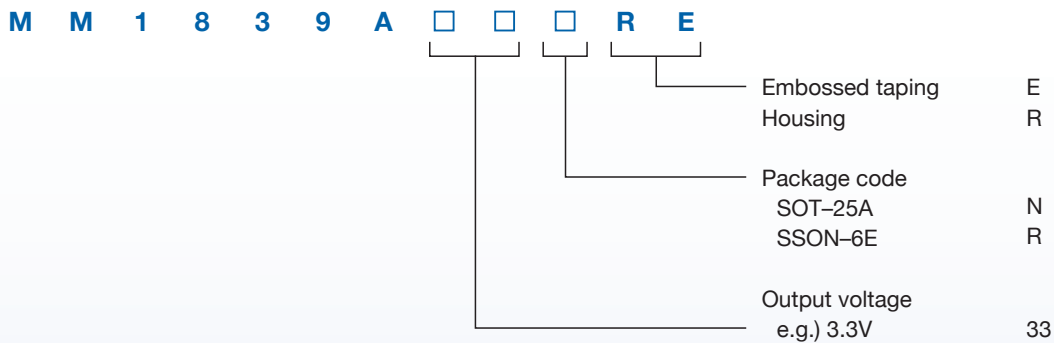 M M 1 8 3 9 A □ □ □ R E
Embossed taping E
Housing R
Package code
SOT–25A N
SSON–6E R
Output voltage
e.g.) 3.3V 33